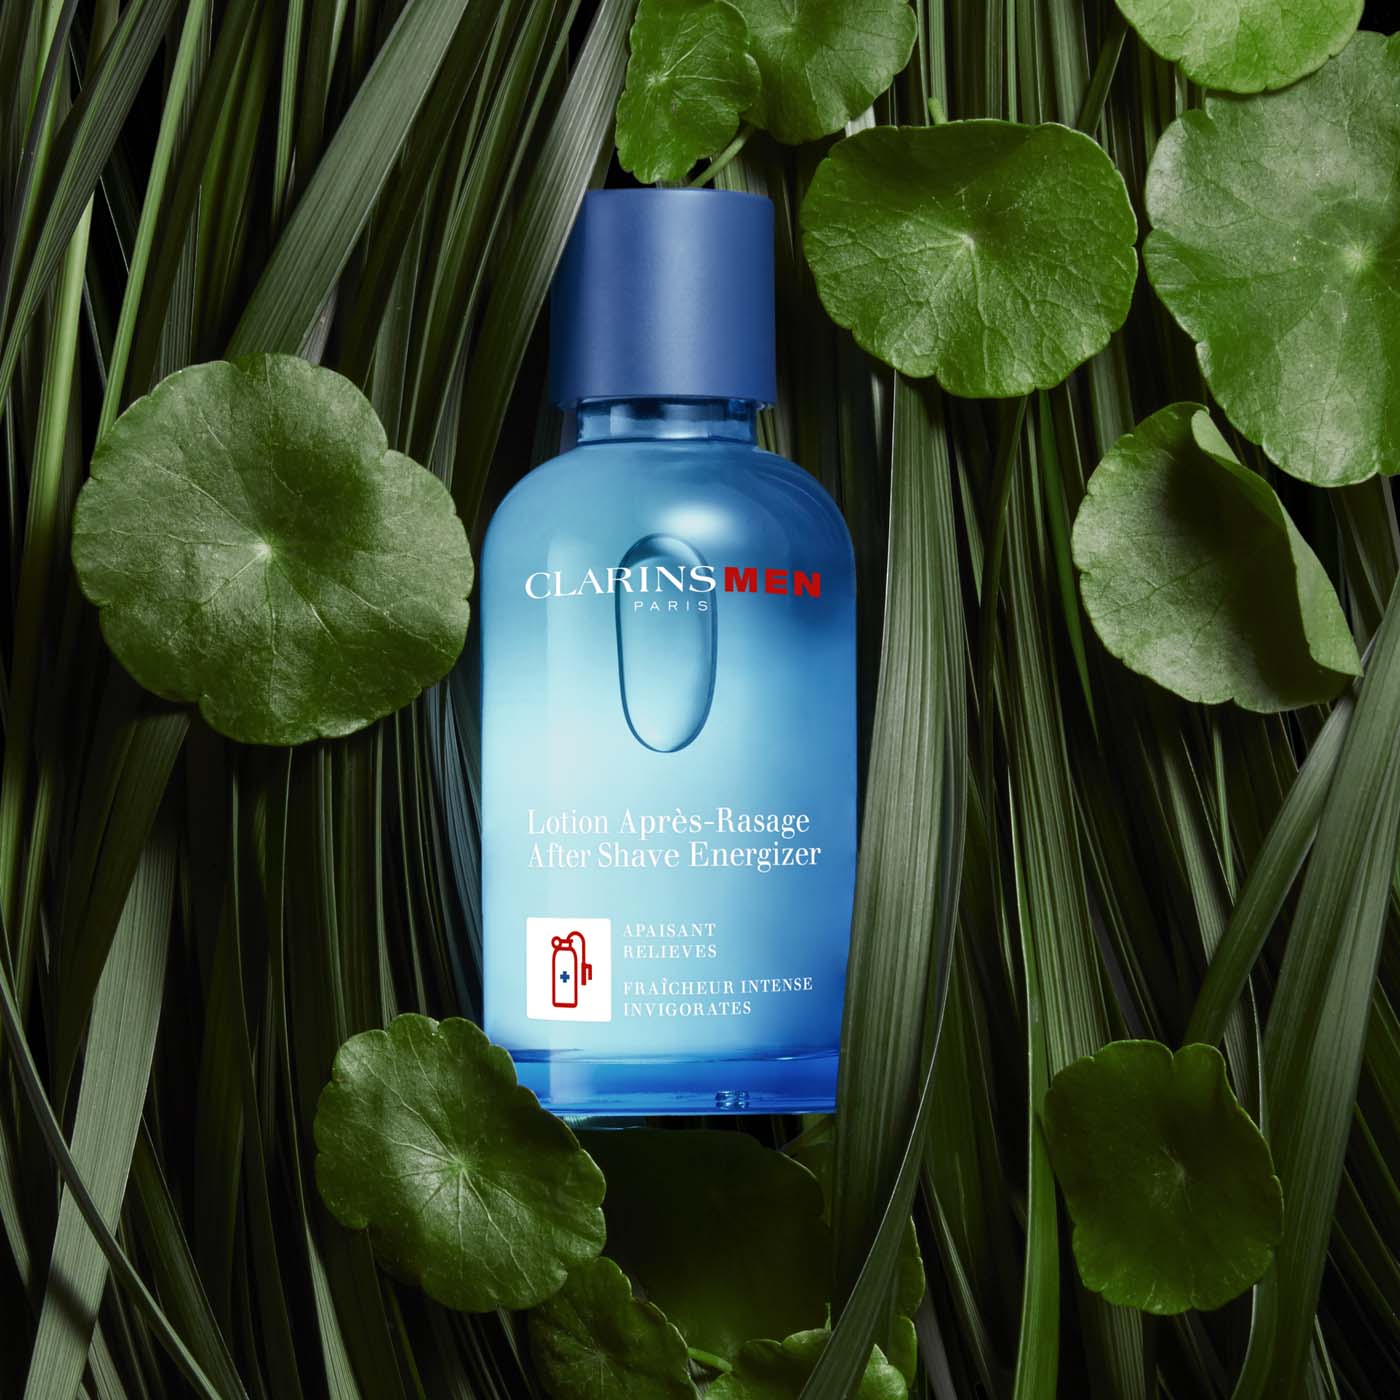 CLARINSMEN
PARIS
Lotion Après-Rasage
After Shave Energizer
APAISANT
RELIEVES
FRAÎCHEUR INTENSE
INVIGORATES